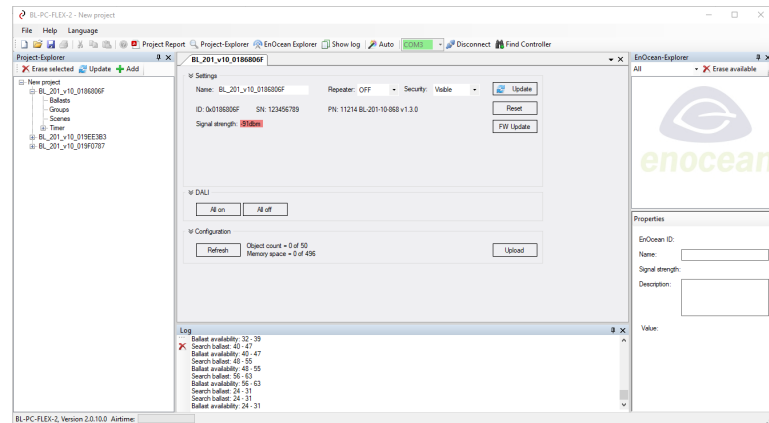 BL-PC-FLEX-2 - New project
File Help Language
Project Report Project-Explorer EnOcean Explorer Show log Auto COM3 Disconnect Find Controller
Project-Explorer
Erase selected Update Add
New project
BL_201_v10_0186806F
Ballasts
Groups
Scenes
Timer
BL_201_v10_019EE3B3
BL_201_v10_019F0787
BL_201_v10_0186806F
Settings
Name: BL_201_v10_0186806F Repeater: OFF Security: Visible Update
ID: 0x0186806F SN: 123456789 PN: 11214 BL-201-10-868 v1.3.0 Reset
Signal strength: -91dbm FW Update
DALI
All on All off
Configuration
Refresh Object count = 0 of 50
Memory space = 0 of 496 Upload
Log
Ballast availability: 32 - 39
Search ballast: 40 - 47
Ballast availability: 40 - 47
Search ballast: 48 - 55
Ballast availability: 48 - 55
Search ballast: 56 - 63
Ballast availability: 56 - 63
Search ballast: 24 - 31
Search ballast: 24 - 31
Ballast availability: 24 - 31
EnOcean-Explorer
All Erase available
enocean
Properties
EnOcean ID:
Name:
Signal strength:
Description:
Value:
BL-PC-FLEX-2, Version 2.0.10.0 Airtime: